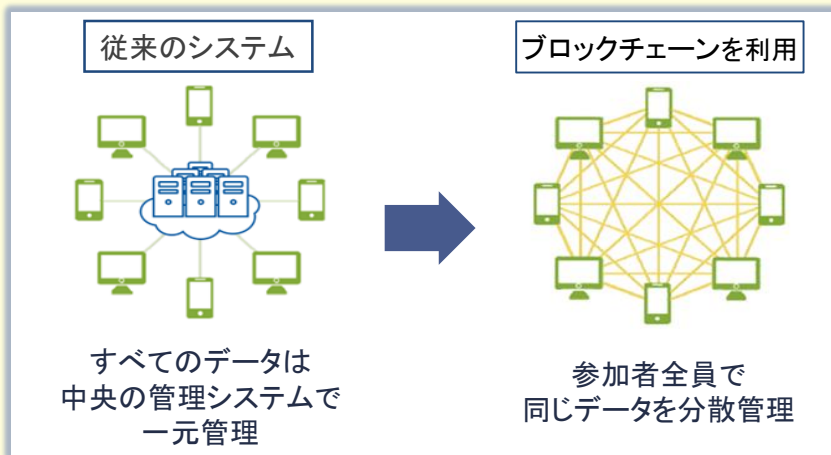 従来のシステム
ブロックチェーンを利用
すべてのデータは
中央の管理システムで
一元管理
参加者全員で
同じデータを分散管理